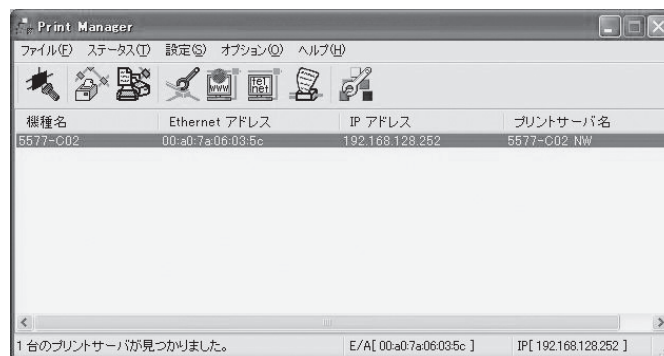 Print Manager
ファイル(F) ステータス(T) 設定(S) オプション(O) ヘルプ(H)
www tel net
機種名 Ethernet アドレス IP アドレス プリントサーバ名
5577-C02 00:a0:7a:06:03:5c 192.168.128.252 5577-C02 NW
1 台のプリントサーバが見つかりました。 E/A[ 00:a0:7a:06:03:5c ] IP[ 192.168.128.252 ]